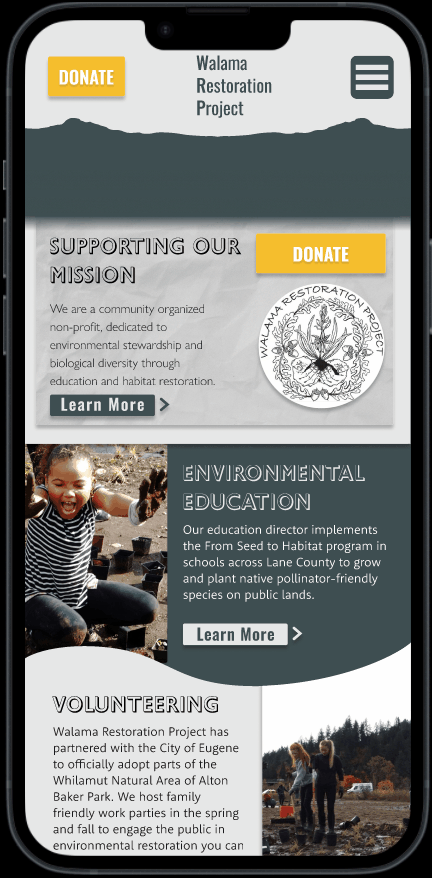 DONATE
Walama
Restoration
Project
SUPPORTING OUR
MISSION
DONATE
We are a community organized
non-profit, dedicated to
environmental stewardship and
biological diversity through
education and habitat restoration.
Learn More
WALAMA RESTORATION PROJECT
ENVIRONMENTAL
EDUCATION
Our education director implements
the From Seed to Habitat program in
schools across Lane County to grow
and plant native pollinator-friendly
species on public lands.
Learn More
VOLUNTEERING
Walama Restoration Project has
partnered with the City of Eugene
to officially adopt parts of the
Whilamut Natural Area of Alton
Baker Park. We host family
friendly work parties in the spring
and fall to engage the public in
environmental restoration you can